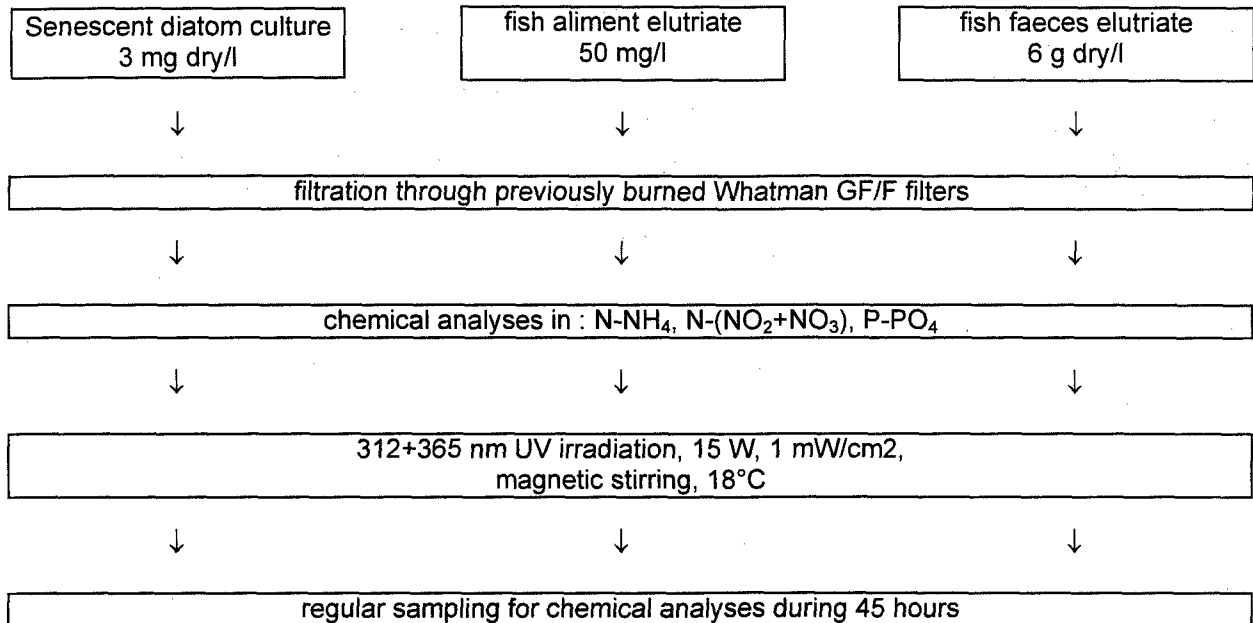 Senescent diatom culture
3 mg dry/l
fish aliment elutriate
50 mg/l
fish faeces elutriate
6 g dry/l
↓ ↓ ↓
filtration through previously burned Whatman GF/F filters
↓ ↓ ↓
chemical analyses in : N-NH₄, N-(NO₂+NO₃), P-PO₄
↓ ↓ ↓
312+365 nm UV irradiation, 15 W, 1 mW/cm2,
magnetic stirring, 18°C
↓ ↓ ↓
regular sampling for chemical analyses during 45 hours